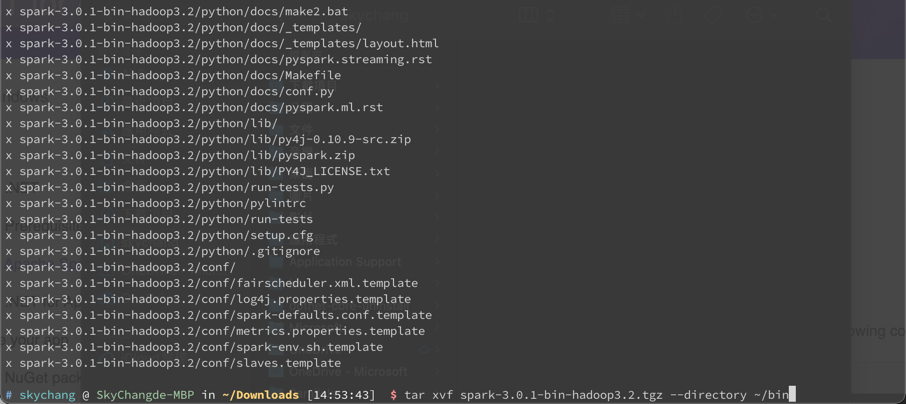 x spark-3.0.1-bin-hadoop3.2/python/docs/make2.bat
x spark-3.0.1-bin-hadoop3.2/python/docs/_templates/
x spark-3.0.1-bin-hadoop3.2/python/docs/_templates/layout.html
x spark-3.0.1-bin-hadoop3.2/python/docs/pyspark.streaming.rst
x spark-3.0.1-bin-hadoop3.2/python/docs/Makefile
x spark-3.0.1-bin-hadoop3.2/python/docs/conf.py
x spark-3.0.1-bin-hadoop3.2/python/docs/pyspark.ml.rst
x spark-3.0.1-bin-hadoop3.2/python/lib/
x spark-3.0.1-bin-hadoop3.2/python/lib/py4j-0.10.9-src.zip
x spark-3.0.1-bin-hadoop3.2/python/lib/pyspark.zip
x spark-3.0.1-bin-hadoop3.2/python/lib/PY4J_LICENSE.txt
x spark-3.0.1-bin-hadoop3.2/python/run-tests.py
x spark-3.0.1-bin-hadoop3.2/python/pylintrc
x spark-3.0.1-bin-hadoop3.2/python/run-tests
x spark-3.0.1-bin-hadoop3.2/python/setup.cfg
x spark-3.0.1-bin-hadoop3.2/python/.gitignore
Application Support
x spark-3.0.1-bin-hadoop3.2/conf/
x spark-3.0.1-bin-hadoop3.2/conf/fairscheduler.xml.template
x spark-3.0.1-bin-hadoop3.2/conf/log4j.properties.template
x spark-3.0.1-bin-hadoop3.2/conf/spark-defaults.conf.template
x spark-3.0.1-bin-hadoop3.2/conf/metrics.properties.template
x spark-3.0.1-bin-hadoop3.2/conf/spark-env.sh.template
x spark-3.0.1-bin-hadoop3.2/conf/slaves.template
OneDrive - Microsoft
NuGet pack
# skychang @ SkyChangde-MBP in ~/Downloads [14:53:43] $ tar xvf spark-3.0.1-bin-hadoop3.2.tgz --directory ~/bin